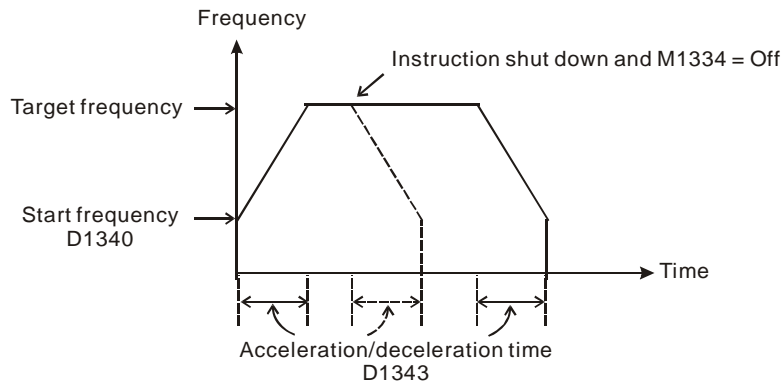 Frequency
Instruction shut down and M1334 = Off
Target frequency
Start frequency
D1340
Time
Acceleration/deceleration time
D1343